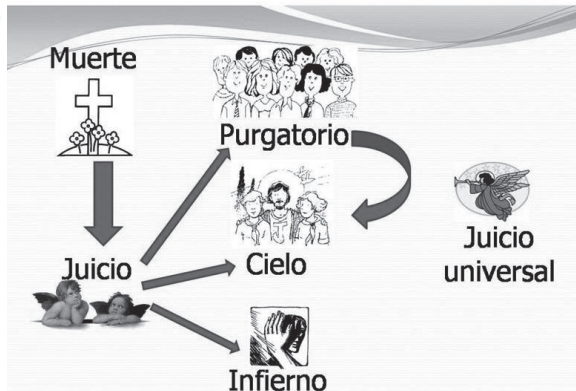 Muerte
Purgatorio
Juicio
Cielo
Infierno
Juicio
universal